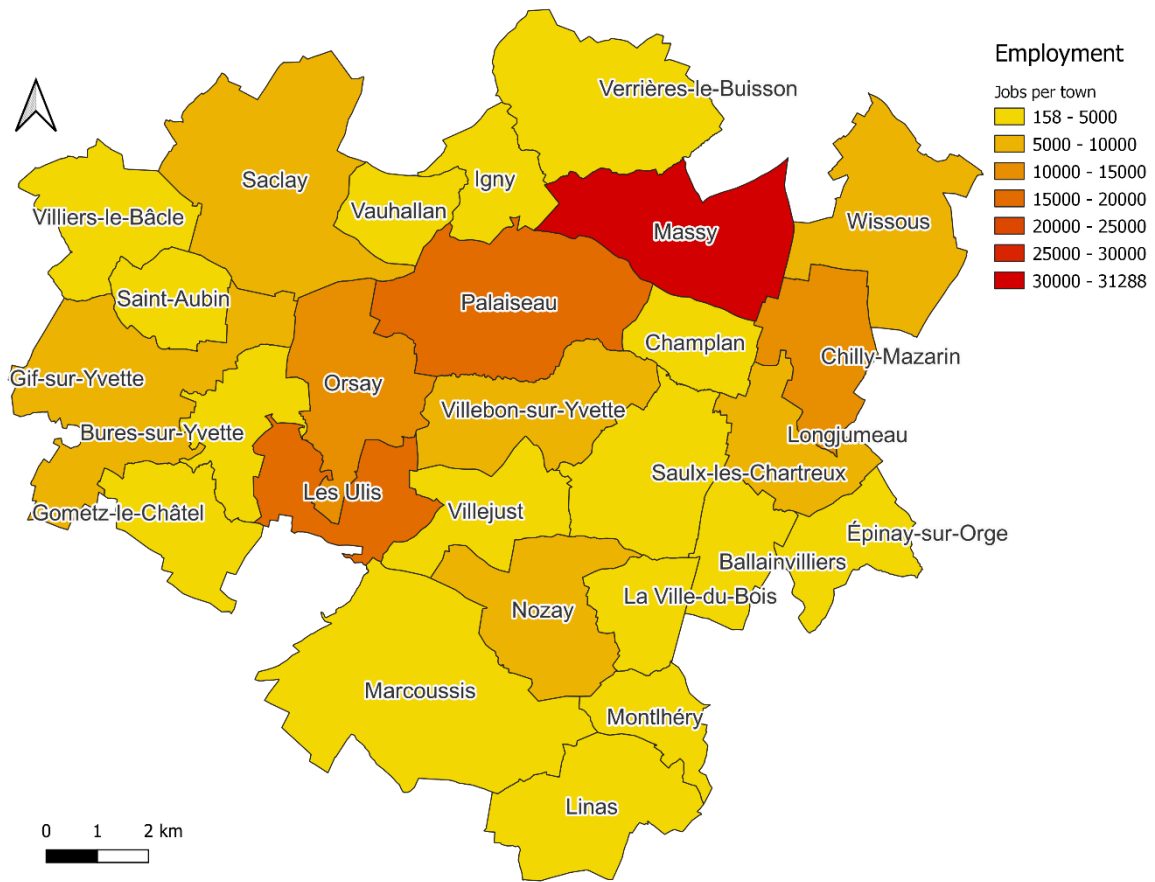 Employment
Jobs per town
158 - 5000
5000 - 10000
10000 - 15000
15000 - 20000
20000 - 25000
25000 - 30000
30000 - 31288
Verrières-le-Buisson
Saclay
Igny
Vauhallan
Villiers-le-Bâcle
Massy
Wissous
Saint-Aubin
Palaiseau
Champlan
Chilly-Mazarin
Gif-sur-Yvette
Orsay
Villebon-sur-Yvette
Bures-sur-Yvette
Longjumeau
Saulx-les-Chartreux
Les Ulis
Gometz-le-Châtel
Villejust
Épinay-sur-Orge
Ballainvilliers
La Ville-du-Bois
Nozay
Marcoussis
Montlhéry
Linas
0 1 2 km